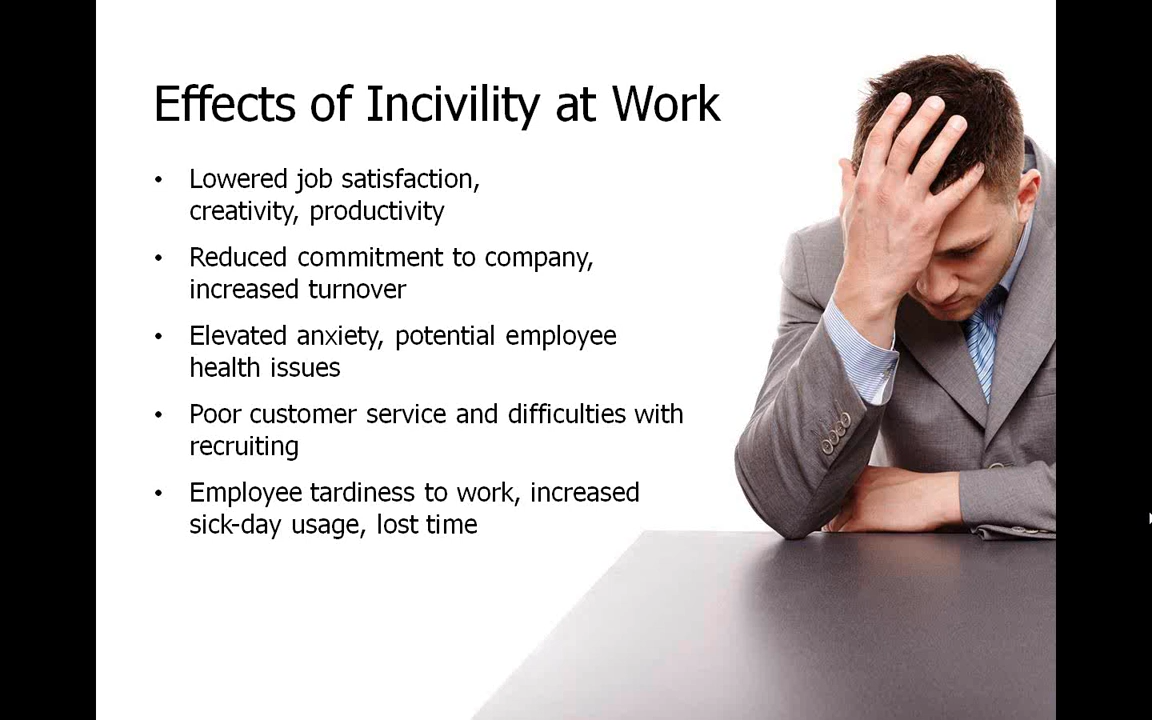 Effects of Incivility at Work
• Lowered job satisfaction,
creativity, productivity
• Reduced commitment to company,
increased turnover
• Elevated anxiety, potential employee
health issues
• Poor customer service and difficulties with
recruiting
• Employee tardiness to work, increased
sick-day usage, lost time